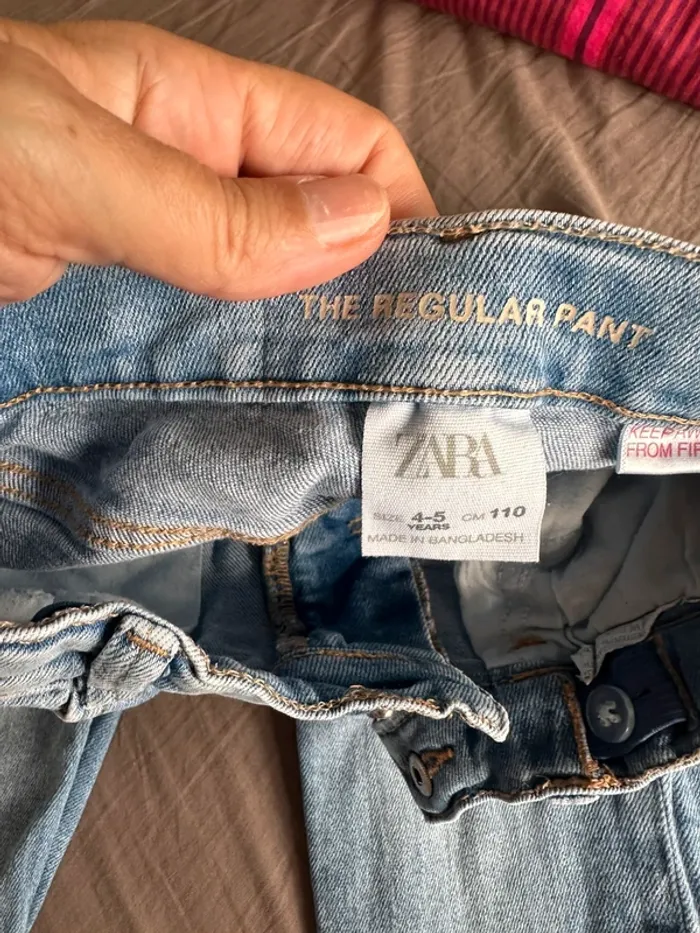 THE REGULAR PANT
ZARA
SIZE 4-5 YEARS CM 110
MADE IN BANGLADESH
KEEP AW
FROM FIR